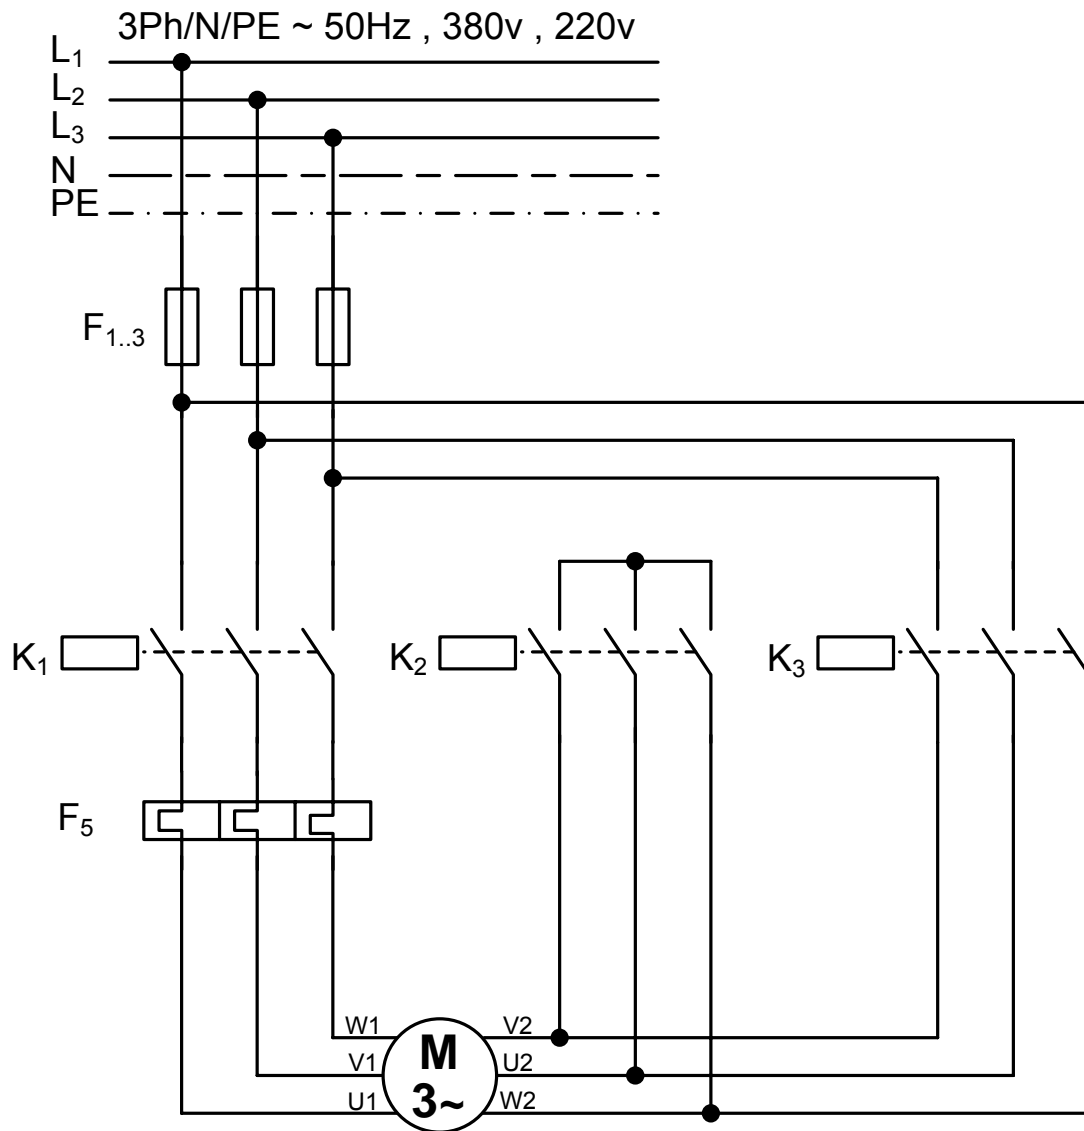 3Ph/N/PE ~ 50Hz , 380v , 220v
L₁
L₂
L₃
N
PE
F₁..₃
K₁
K₂
K₃
F₅
W1
V2
V1
U2
U1
W2
M
3~